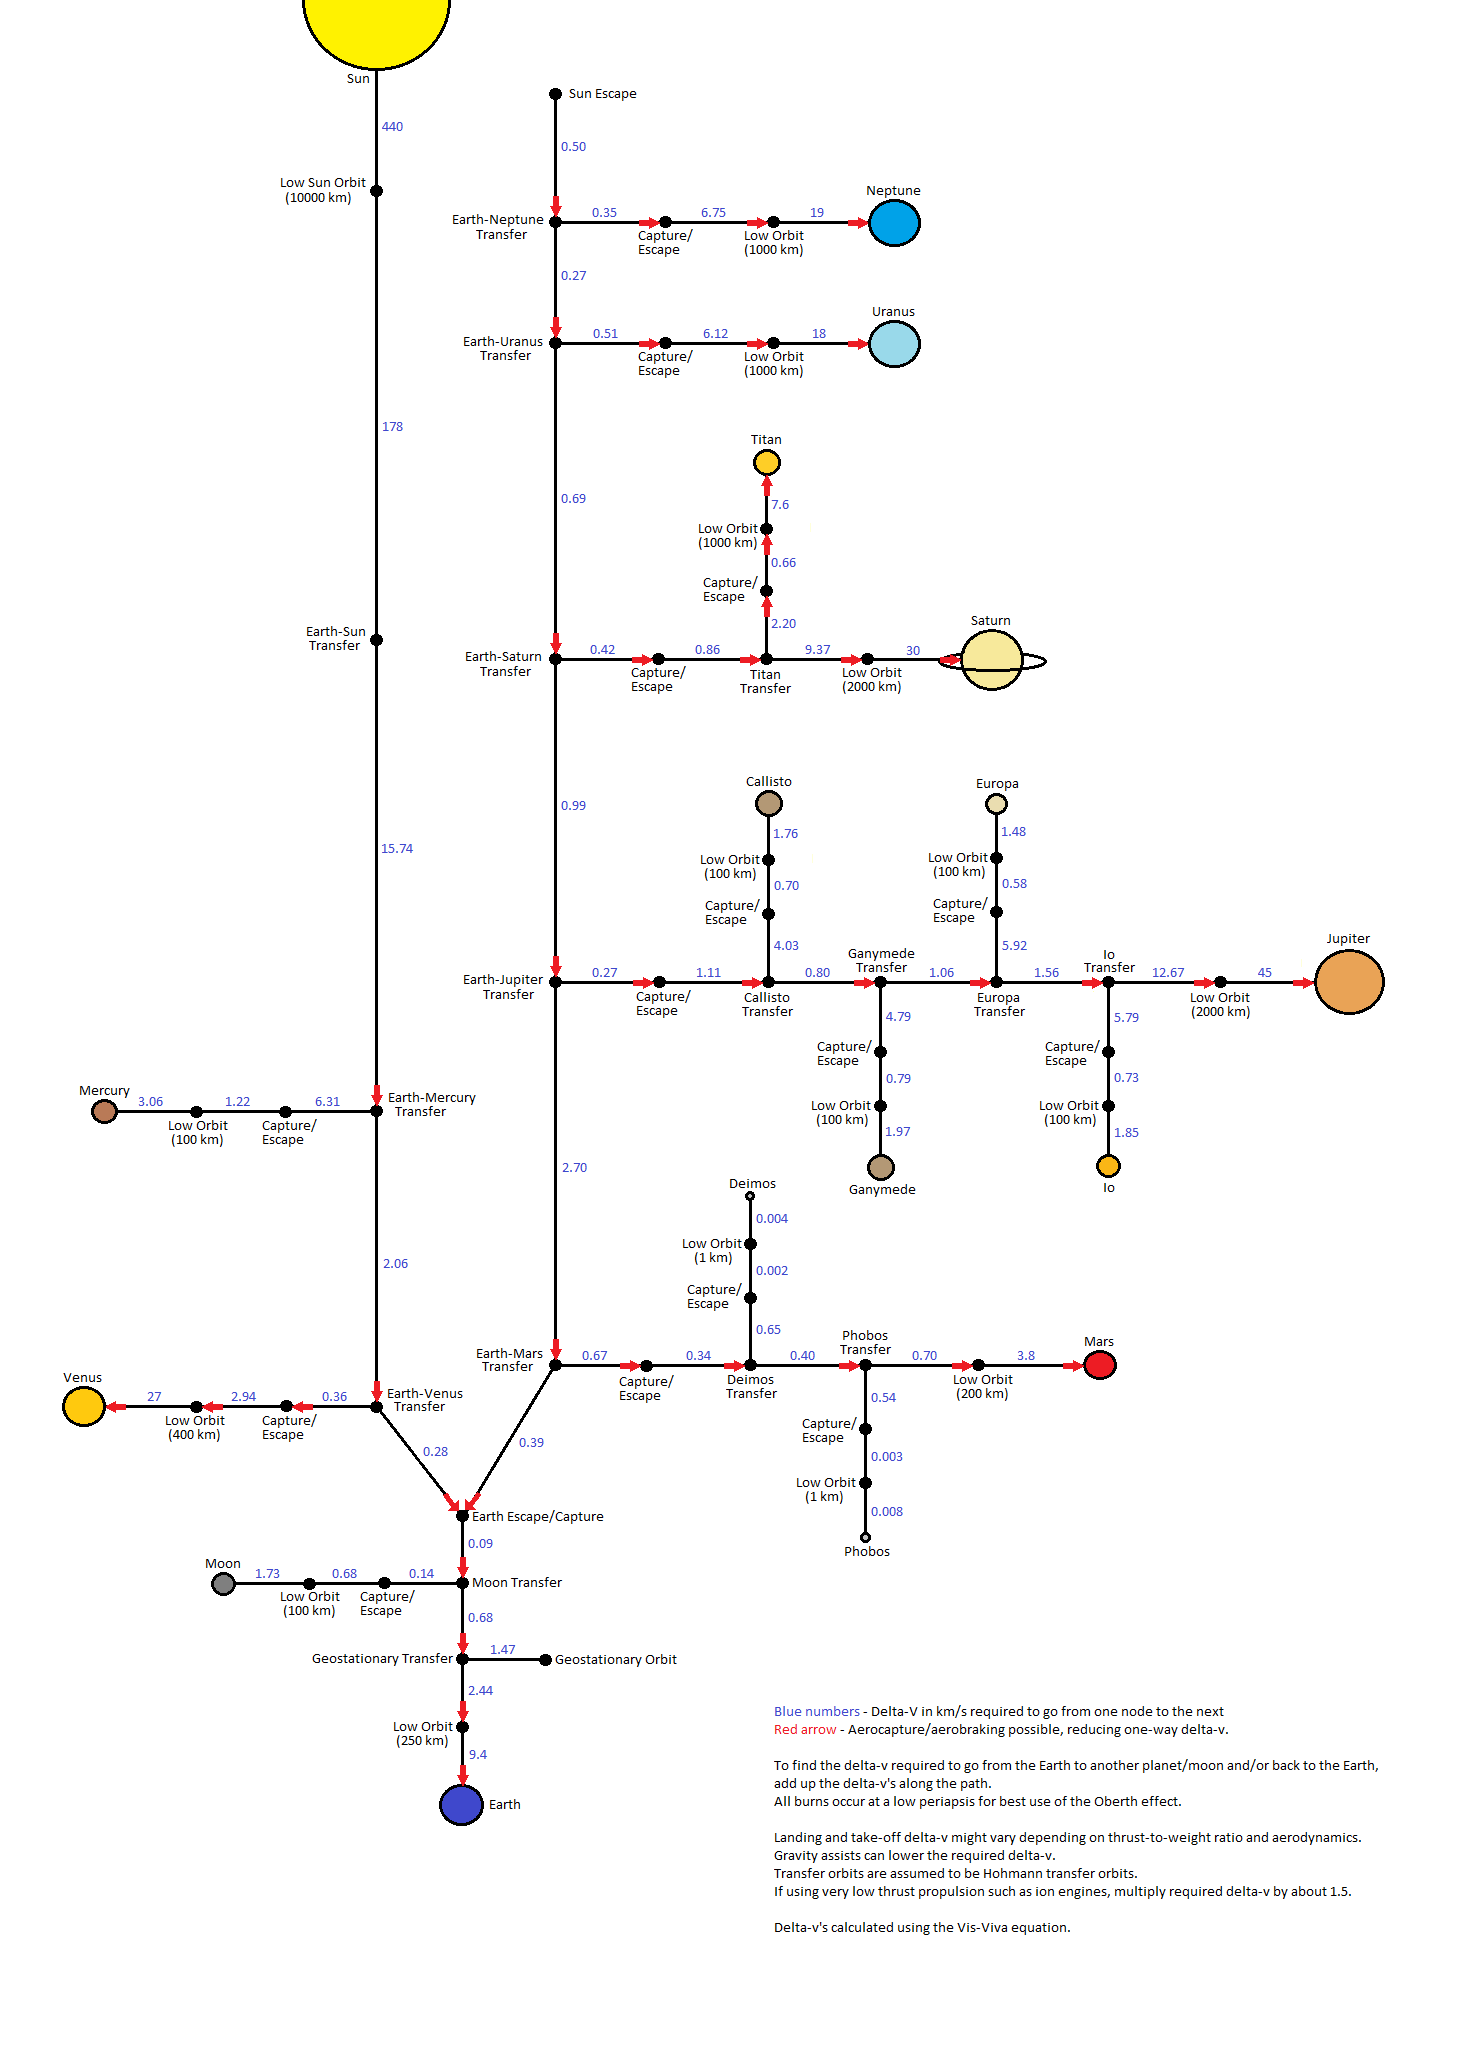 Sun
Sun Escape
440
0.50
Low Sun Orbit
(10000 km)
Neptune
Earth-Neptune
Transfer
0.35
6.75
19
Capture/
Escape
Low Orbit
(1000 km)
0.27
Uranus
Earth-Uranus
Transfer
0.51
6.12
18
Capture/
Escape
Low Orbit
(1000 km)
178
Titan
0.69
7.6
Low Orbit
(1000 km)
0.66
Capture/
Escape
2.20
Saturn
Earth-Sun
Transfer
Earth-Saturn
Transfer
0.42
0.86
9.37
30
Capture/
Escape
Titan
Transfer
Low Orbit
(2000 km)
Callisto
Europa
0.99
1.76
1.48
15.74
Low Orbit
(100 km)
Low Orbit
(100 km)
0.70
0.58
Capture/
Escape
Capture/
Escape
4.03
5.92
Jupiter
Ganymede
Transfer
Io
Transfer
Earth-Jupiter
Transfer
0.27
1.11
0.80
1.06
1.56
12.67
45
Capture/
Escape
Callisto
Transfer
Europa
Transfer
Low Orbit
(2000 km)
4.79
5.79
Capture/
Escape
Capture/
Escape
0.79
0.73
Low Orbit
(100 km)
Low Orbit
(100 km)
1.97
1.85
Ganymede
Io
Mercury
3.06
1.22
6.31
Earth-Mercury
Transfer
Low Orbit
(100 km)
Capture/
Escape
2.70
2.06
Deimos
0.004
Low Orbit
(1 km)
0.002
Capture/
Escape
0.65
Phobos
Transfer
Mars
Earth-Mars
Transfer
0.67
0.34
0.40
0.70
3.8
Capture/
Escape
Deimos
Transfer
Low Orbit
(200 km)
Venus
27
2.94
0.36
Earth-Venus
Transfer
Low Orbit
(400 km)
Capture/
Escape
0.54
Capture/
Escape
0.28
0.39
0.003
Low Orbit
(1 km)
0.008
Phobos
Earth Escape/Capture
0.09
Moon
1.73
0.68
0.14
Moon Transfer
Low Orbit
(100 km)
Capture/
Escape
0.68
Geostationary Transfer
1.47
Geostationary Orbit
2.44
Low Orbit
(250 km)
9.4
Earth
Blue numbers - Delta-V in km/s required to go from one node to the next
Red arrow - Aerocapture/aerobraking possible, reducing one-way delta-v.
To find the delta-v required to go from the Earth to another planet/moon and/or back to the Earth,
add up the delta-v's along the path.
All burns occur at a low periapsis for best use of the Oberth effect.
Landing and take-off delta-v might vary depending on thrust-to-weight ratio and aerodynamics.
Gravity assists can lower the required delta-v.
Transfer orbits are assumed to be Hohmann transfer orbits.
If using very low thrust propulsion such as ion engines, multiply required delta-v by about 1.5.
Delta-v's calculated using the Vis-Viva equation.